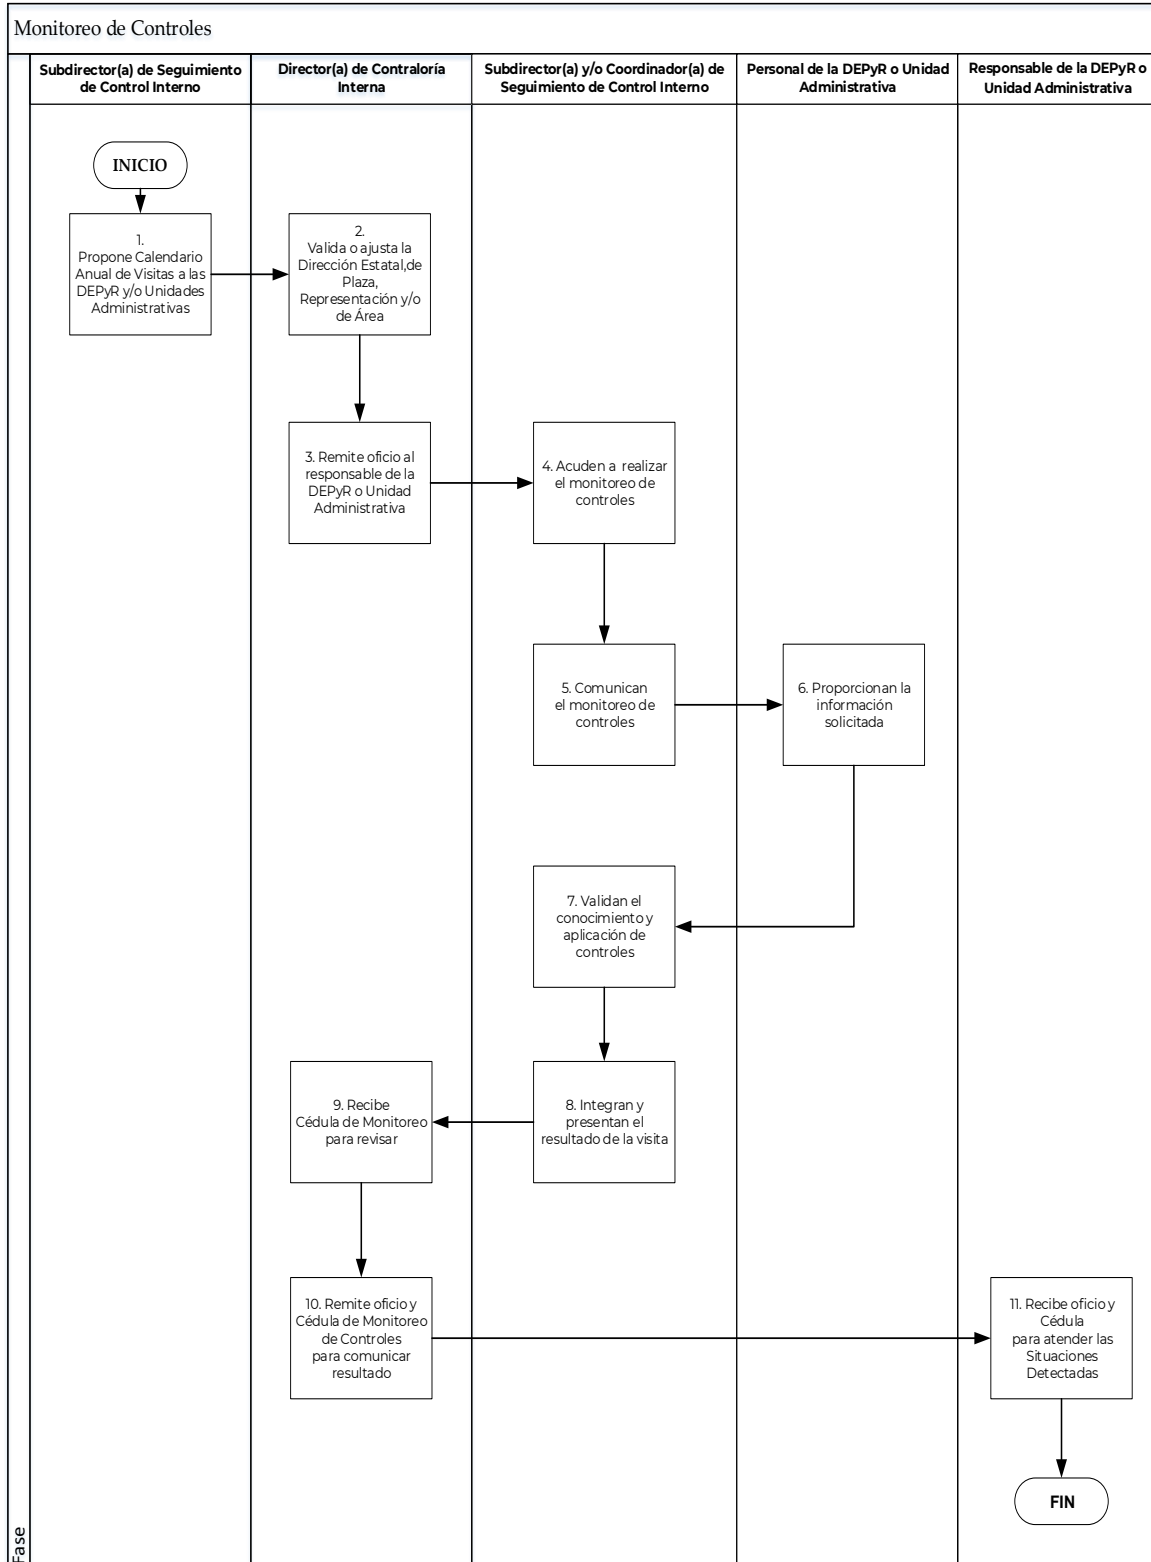 Monitoreo de Controles
Subdirector(a) de Seguimiento
de Control Interno
Director(a) de Contraloría
Interna
Subdirector(a) y/o Coordinador(a) de
Seguimiento de Control Interno
Personal de la DEPyR o Unidad
Administrativa
Responsable de la DEPyR o
Unidad Administrativa
INICIO
1.
Propone Calendario
Anual de Visitas a las
DEPyR y/o Unidades
Administrativas
2.
Valida o ajusta la
Dirección Estatal,de
Plaza,
Representación y/o
de Área
3. Remite oficio al
responsable de la
DEPyR o Unidad
Administrativa
4. Acuden a realizar
el monitoreo de
controles
5. Comunican
el monitoreo de
controles
6. Proporcionan la
información
solicitada
7. Validan el
conocimiento y
aplicación de
controles
8. Integran y
presentan el
resultado de la visita
9. Recibe
Cédula de Monitoreo
para revisar
10. Remite oficio y
Cédula de Monitoreo
de Controles
para comunicar
resultado
11. Recibe oficio y
Cédula
para atender las
Situaciones
Detectadas
FIN
Fase